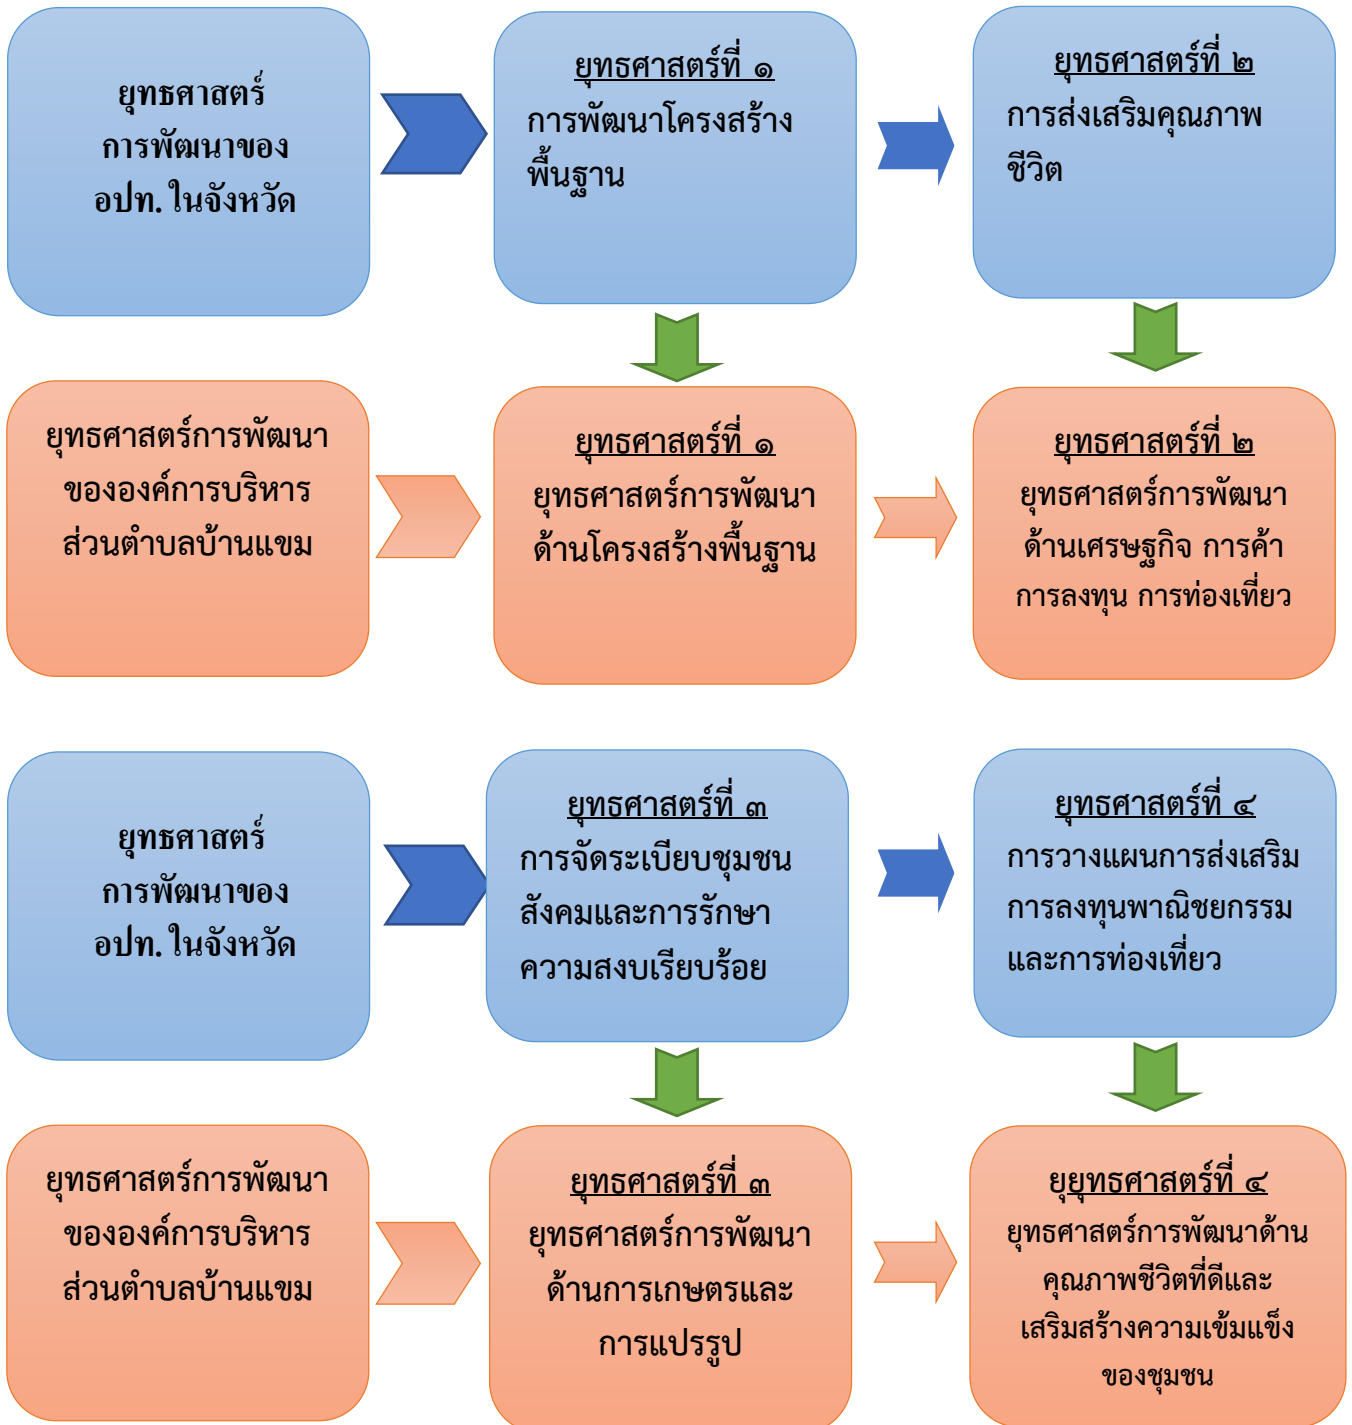 ยุทธศาสตร์
การพัฒนาของ
อปท. ในจังหวัด
ยุทธศาสตร์ที่ ๑
การพัฒนาโครงสร้าง
พื้นฐาน
ยุทธศาสตร์ที่ ๒
การส่งเสริมคุณภาพ
ชีวิต
ยุทธศาสตร์การพัฒนา
ขององค์การบริหาร
ส่วนตำบลบ้านแขม
ยุทธศาสตร์ที่ ๑
ยุทธศาสตร์การพัฒนา
ด้านโครงสร้างพื้นฐาน
ยุทธศาสตร์ที่ ๒
ยุทธศาสตร์การพัฒนา
ด้านเศรษฐกิจ การค้า
การลงทุน การท่องเที่ยว
ยุทธศาสตร์
การพัฒนาของ
อปท. ในจังหวัด
ยุทธศาสตร์ที่ ๓
การจัดระเบียบชุมชน
สังคมและการรักษา
ความสงบเรียบร้อย
ยุทธศาสตร์ที่ ๔
การวางแผนการส่งเสริม
การลงทุนพาณิชยกรรม
และการท่องเที่ยว
ยุทธศาสตร์การพัฒนา
ขององค์การบริหาร
ส่วนตำบลบ้านแขม
ยุทธศาสตร์ที่ ๓
ยุทธศาสตร์การพัฒนา
ด้านการเกษตรและ
การแปรรูป
ยุยุทธศาสตร์ที่ ๔
ยุทธศาสตร์การพัฒนาด้าน
คุณภาพชีวิตที่ดีและ
เสริมสร้างความเข้มแข็ง
ของชุมชน